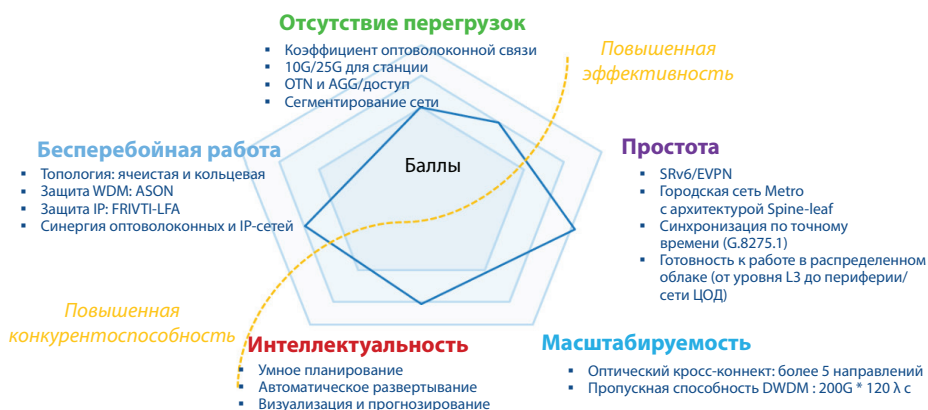 Отсутствие перегрузок
▪ Коэффициент оптоволоконной связи
▪ 10G/25G для станции
▪ OTN и AGG/доступ
▪ Сегментирование сети
Повышенная
эффективность
Бесперебойная работа
▪ Топология: ячеистая и кольцевая
▪ Защита WDM: ASON
▪ Защита IP: FRIVTI-LFA
▪ Синергия оптоволоконных и IP-сетей
Баллы
Простота
▪ SRv6/EVPN
▪ Городская сеть Metro
с архитектурой Spine-leaf
▪ Синхронизация по точному
времени (G.8275.1)
▪ Готовность к работе в распределенном
облаке (от уровня L3 до периферии/
сети ЦОД)
Повышенная
конкурентоспособность
Интеллектуальность
▪ Умное планирование
▪ Автоматическое развертывание
▪ Визуализация и прогнозирование
Масштабируемость
▪ Оптический кросс-коннект: более 5 направлений
▪ Пропускная способность DWDM : 200G * 120 λ с